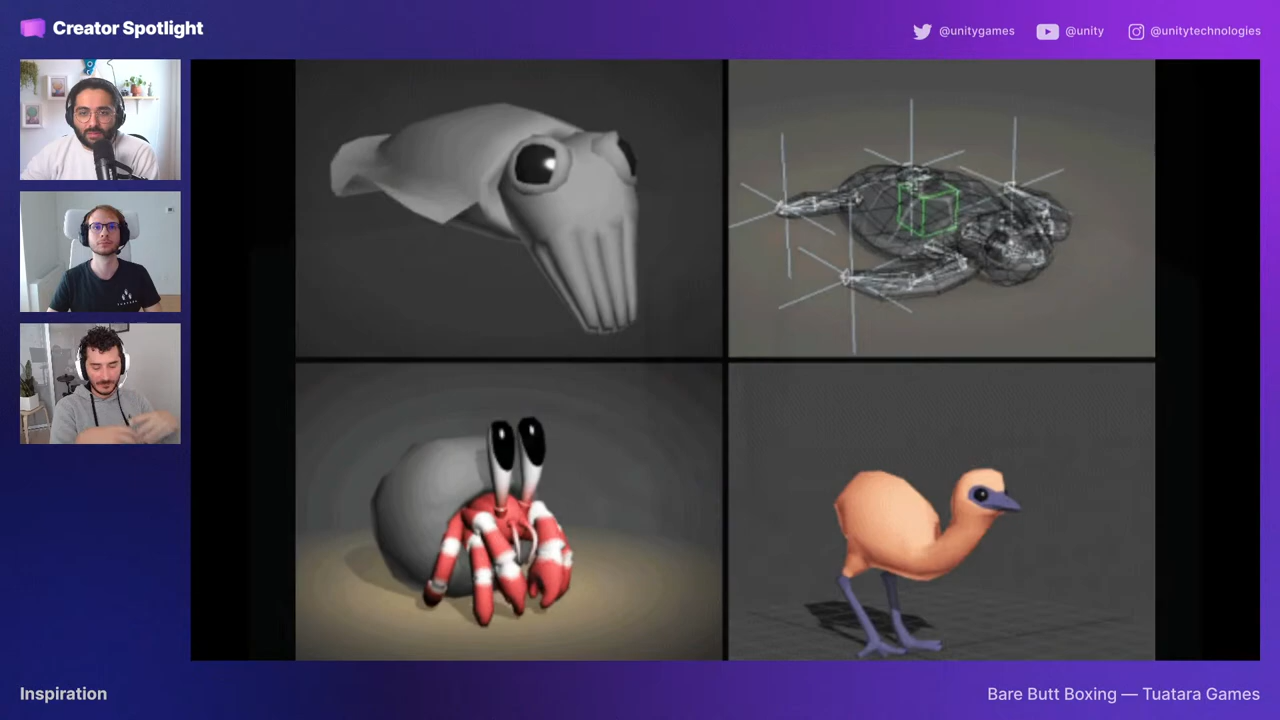 Creator Spotlight
@unitygames
@unity
@unitytechnologies
Inspiration
Bare Butt Boxing — Tuatara Games